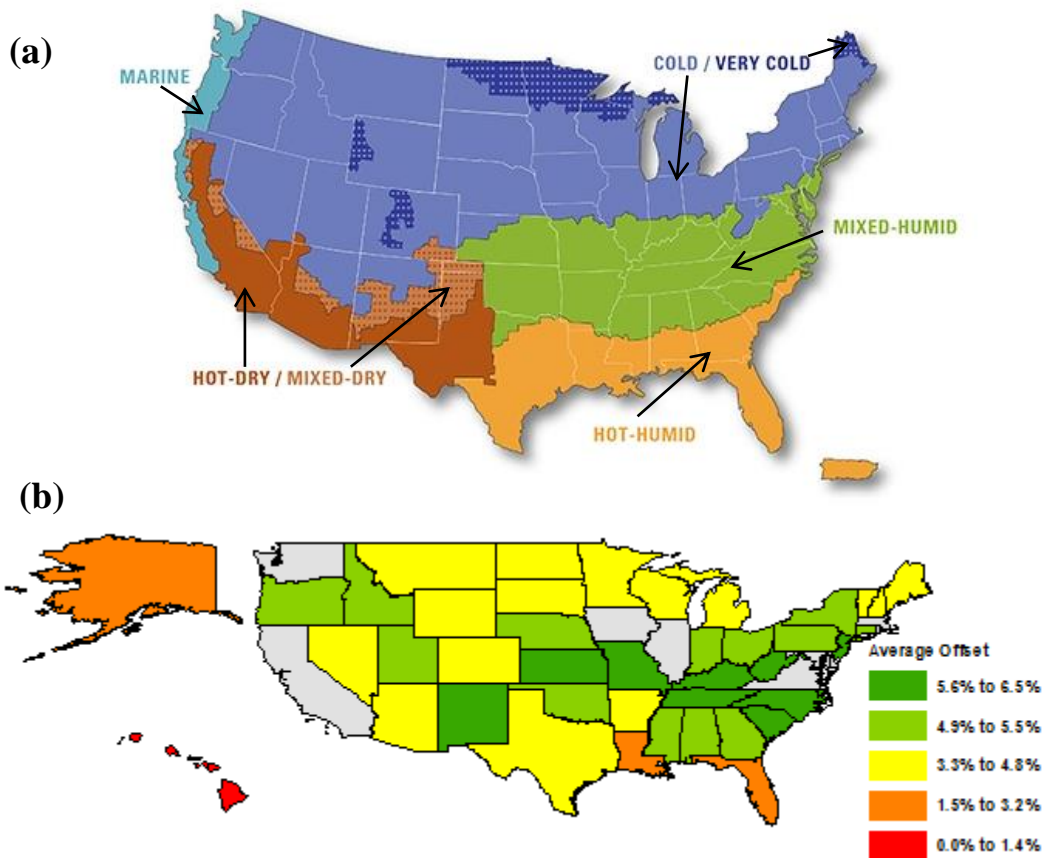 (a)
MARINE
COLD / VERY COLD
MIXED-HUMID
HOT-DRY / MIXED-DRY
HOT-HUMID
(b)
Average Offset
5.6% to 6.5%
4.9% to 5.5%
3.3% to 4.8%
1.5% to 3.2%
0.0% to 1.4%